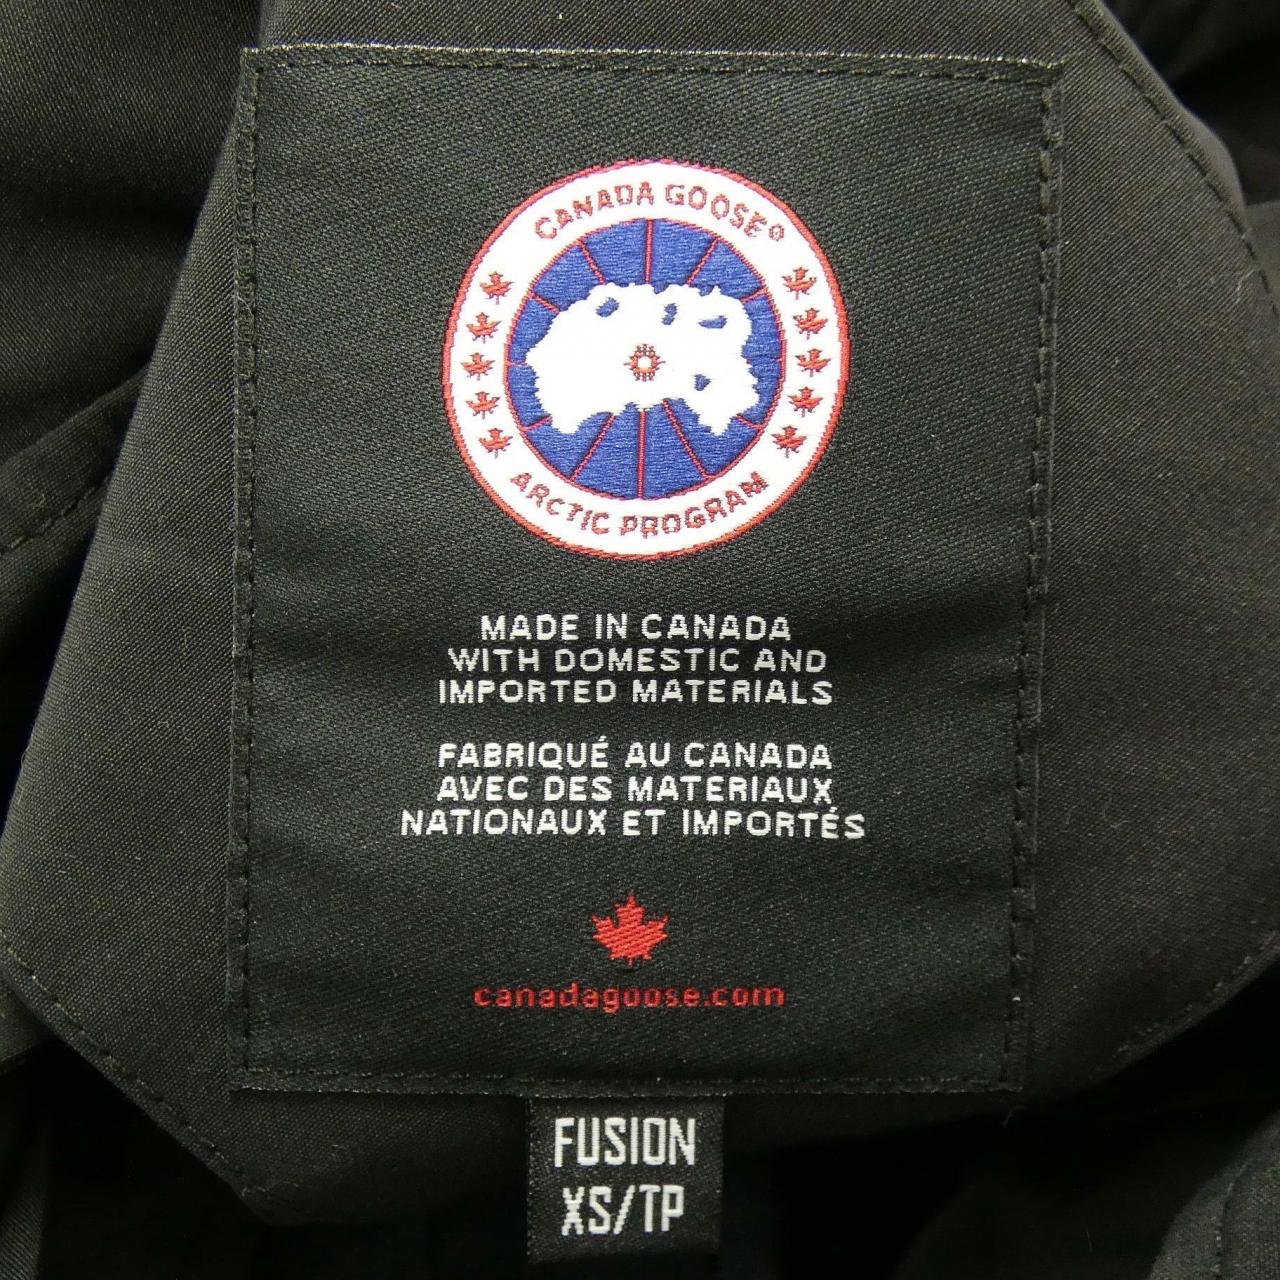 CANADA GOOSE®
ARCTIC PROGRAM
MADE IN CANADA
WITH DOMESTIC AND
IMPORTED MATERIALS
FABRIQUÉ AU CANADA
AVEC DES MATERIAUX
NATIONAUX ET IMPORTÉS
canadagoose.com
FUSION
XS/TP